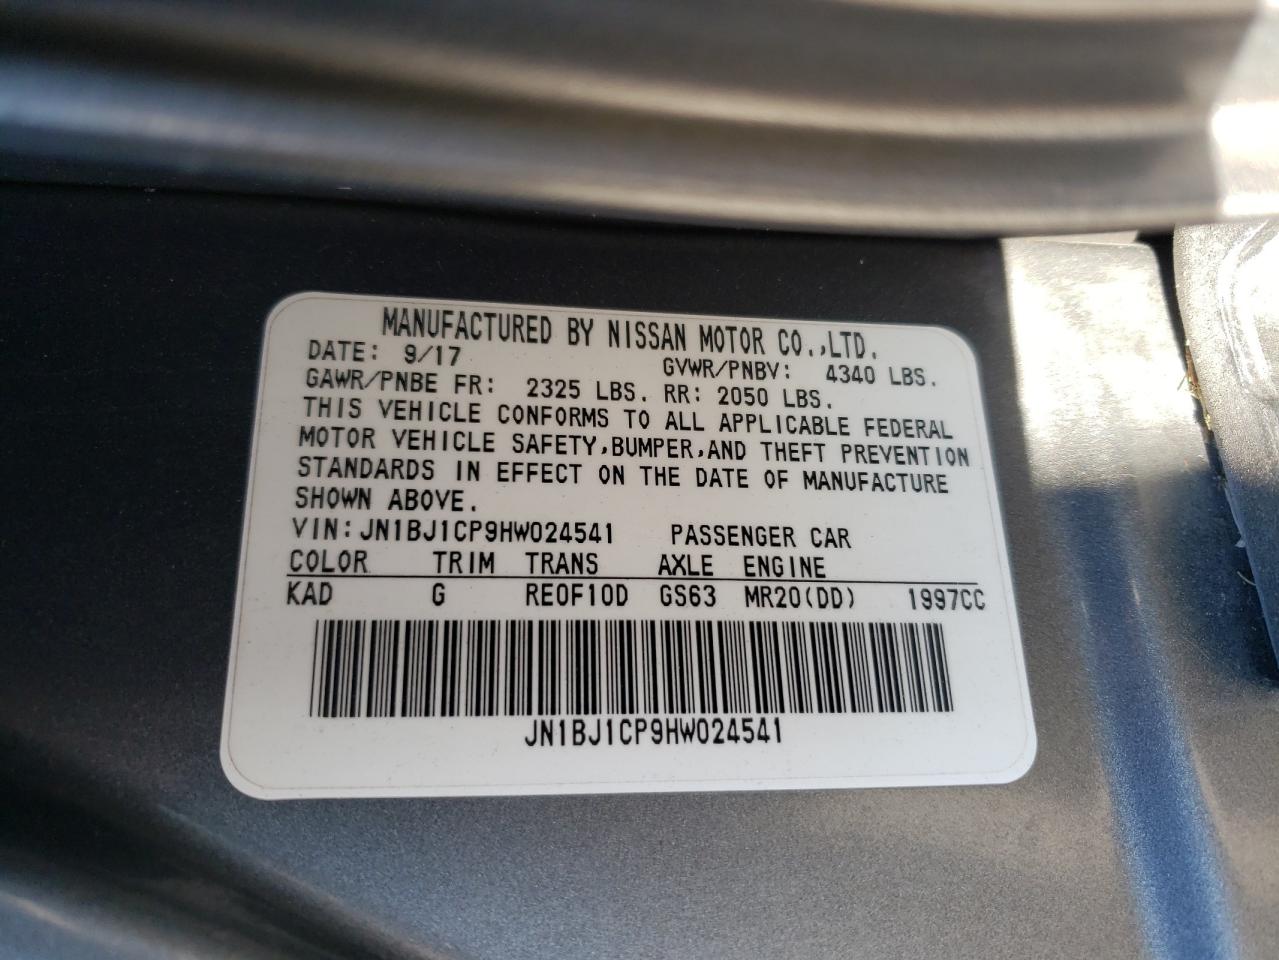 MANUFACTURED BY NISSAN MOTOR CO.,LTD.
DATE: 9/17 GVWR/PNBV: 4340 LBS.
GAWR/PNBE FR: 2325 LBS. RR: 2050 LBS.
THIS VEHICLE CONFORMS TO ALL APPLICABLE FEDERAL
MOTOR VEHICLE SAFETY,BUMPER,AND THEFT PREVENTION
STANDARDS IN EFFECT ON THE DATE OF MANUFACTURE
SHOWN ABOVE.
VIN:JN1BJ1CP9HW024541 PASSENGER CAR
COLOR TRIM TRANS AXLE ENGINE
KAD G RE0F10D GS63 MR20(DD) 1997CC
JN1BJ1CP9HW024541